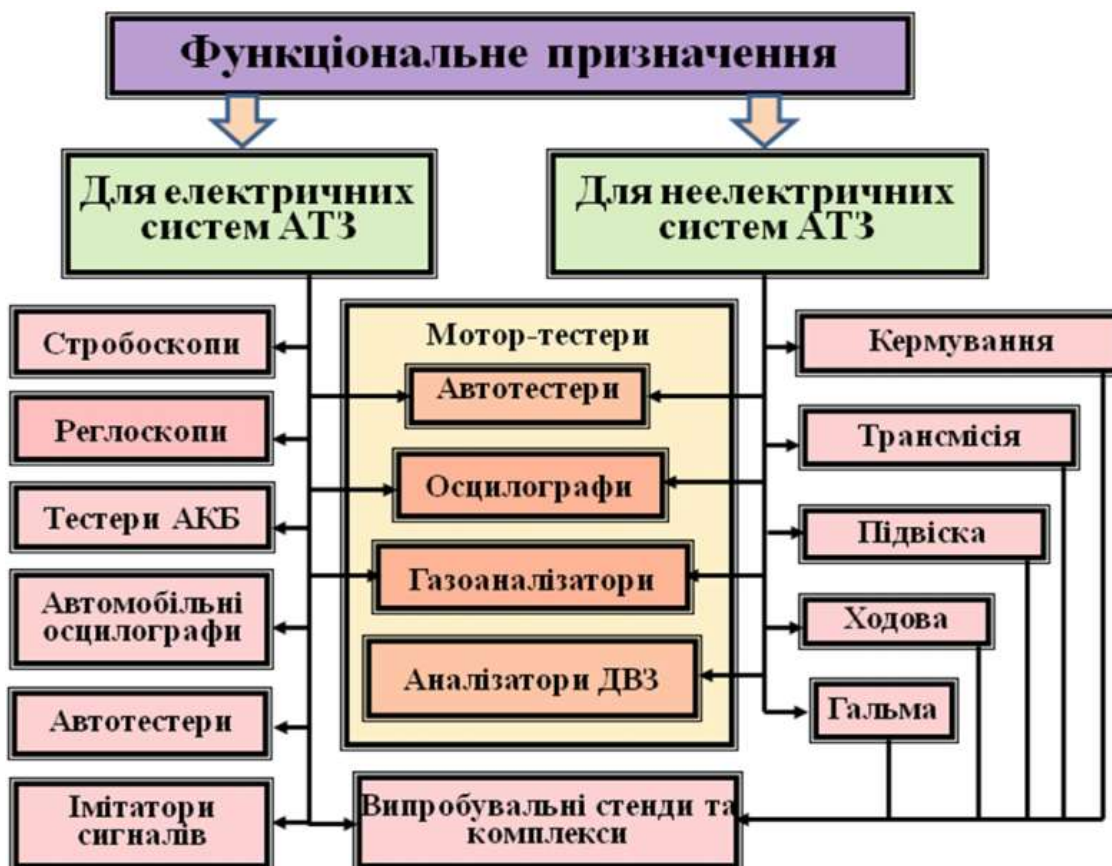 Функціональне призначення
Для електричних
систем АТЗ
Для неелектричних
систем АТЗ
Стробоскопи
Реглоскопи
Тестери АКБ
Автомобільні
осцилографи
Автотестери
Імітатори
сигналів
Мотор-тестери
Автотестери
Осцилографи
Газоаналізатори
Аналізатори ДВЗ
Випробувальні стенди та
комплекси
Кермування
Трансмісія
Підвіска
Ходова
Гальма